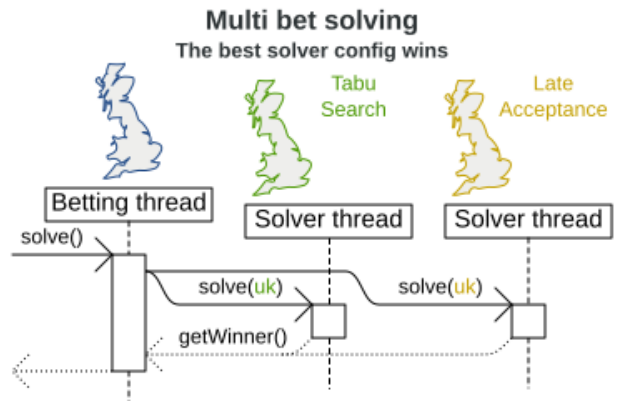 Multi bet solving
The best solver config wins
Tabu
Search
Late
Acceptance
Betting thread
Solver thread
Solver thread
solve()
solve(uk)
solve(uk)
getWinner()